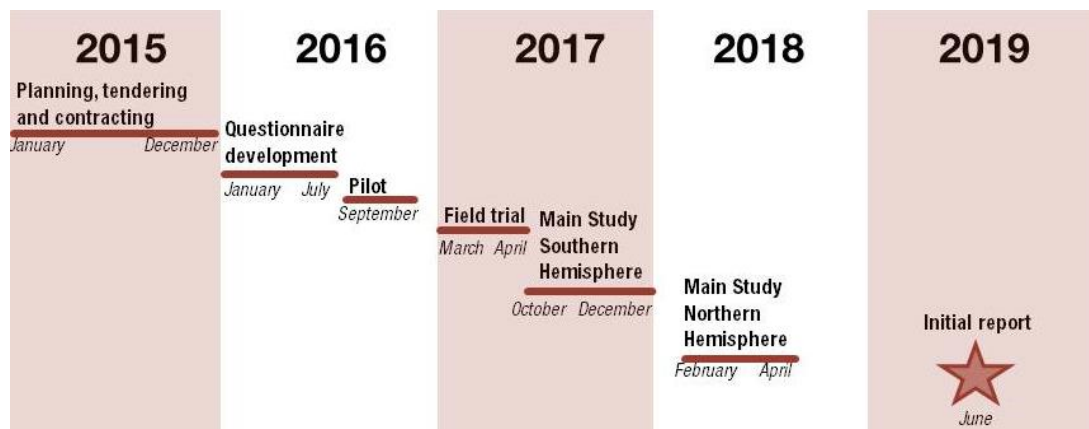 2015 2016 2017 2018 2019
Planning, tendering
and contracting
January December
Questionnaire
development
January July
Pilot
September
Field trial
March April
Main Study
Southern
Hemisphere
October December
Main Study
Northern
Hemisphere
February April
Initial report
June